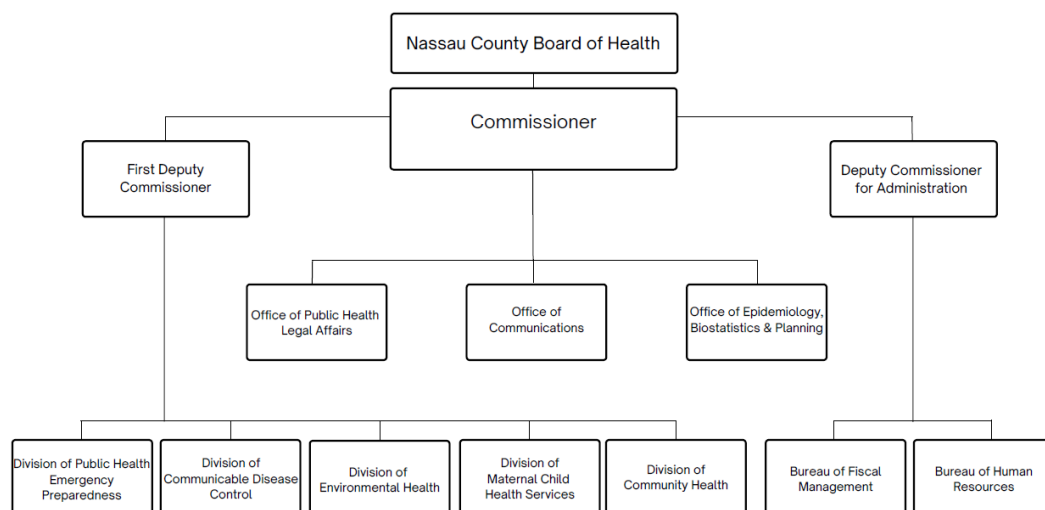 Nassau County Board of Health
Commissioner
First Deputy
Commissioner
Deputy Commissioner
for Administration
Office of Public Health
Legal Affairs
Office of
Communications
Office of Epidemiology,
Biostatistics & Planning
Division of Public Health
Emergency
Preparedness
Division of
Communicable Disease
Control
Division of
Environmental Health
Division of
Maternal Child
Health Services
Division of
Community Health
Bureau of Fiscal
Management
Bureau of Human
Resources